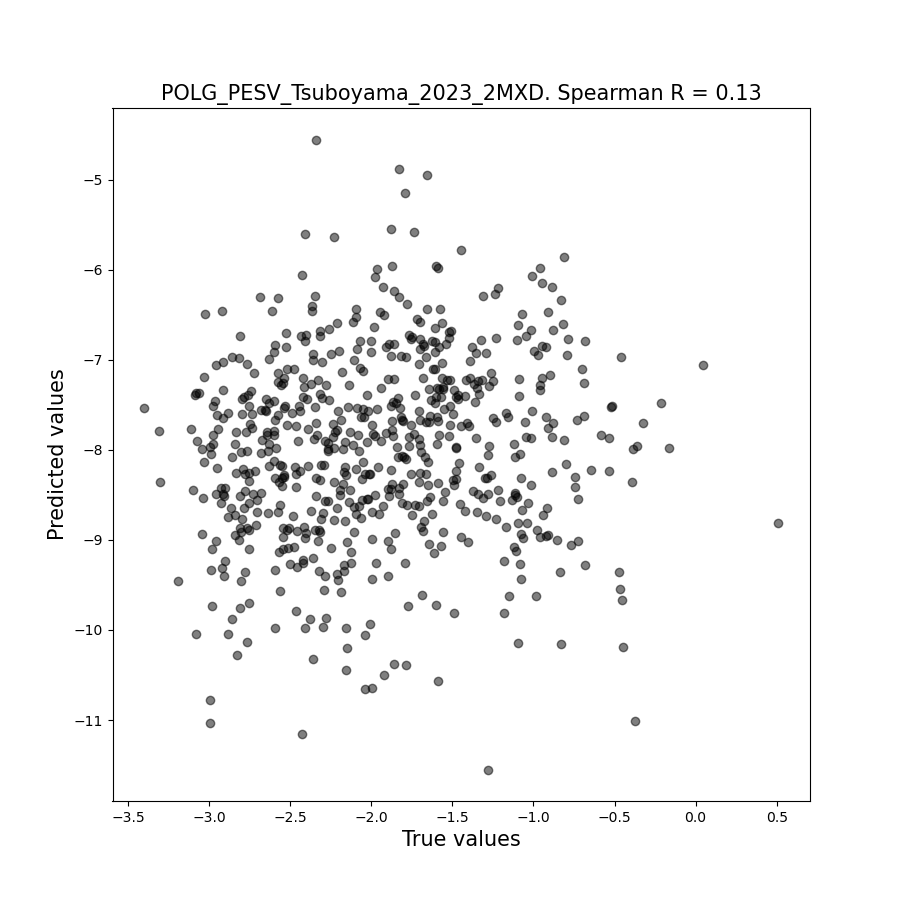 POLG_PESV_Tsuboyama_2023_2MXD. Spearman R = 0.13
Predicted values
−5
−6
−7
−8
−9
−10
−11
−3.5 −3.0 −2.5 −2.0 −1.5 −1.0 −0.5 0.0 0.5
True values